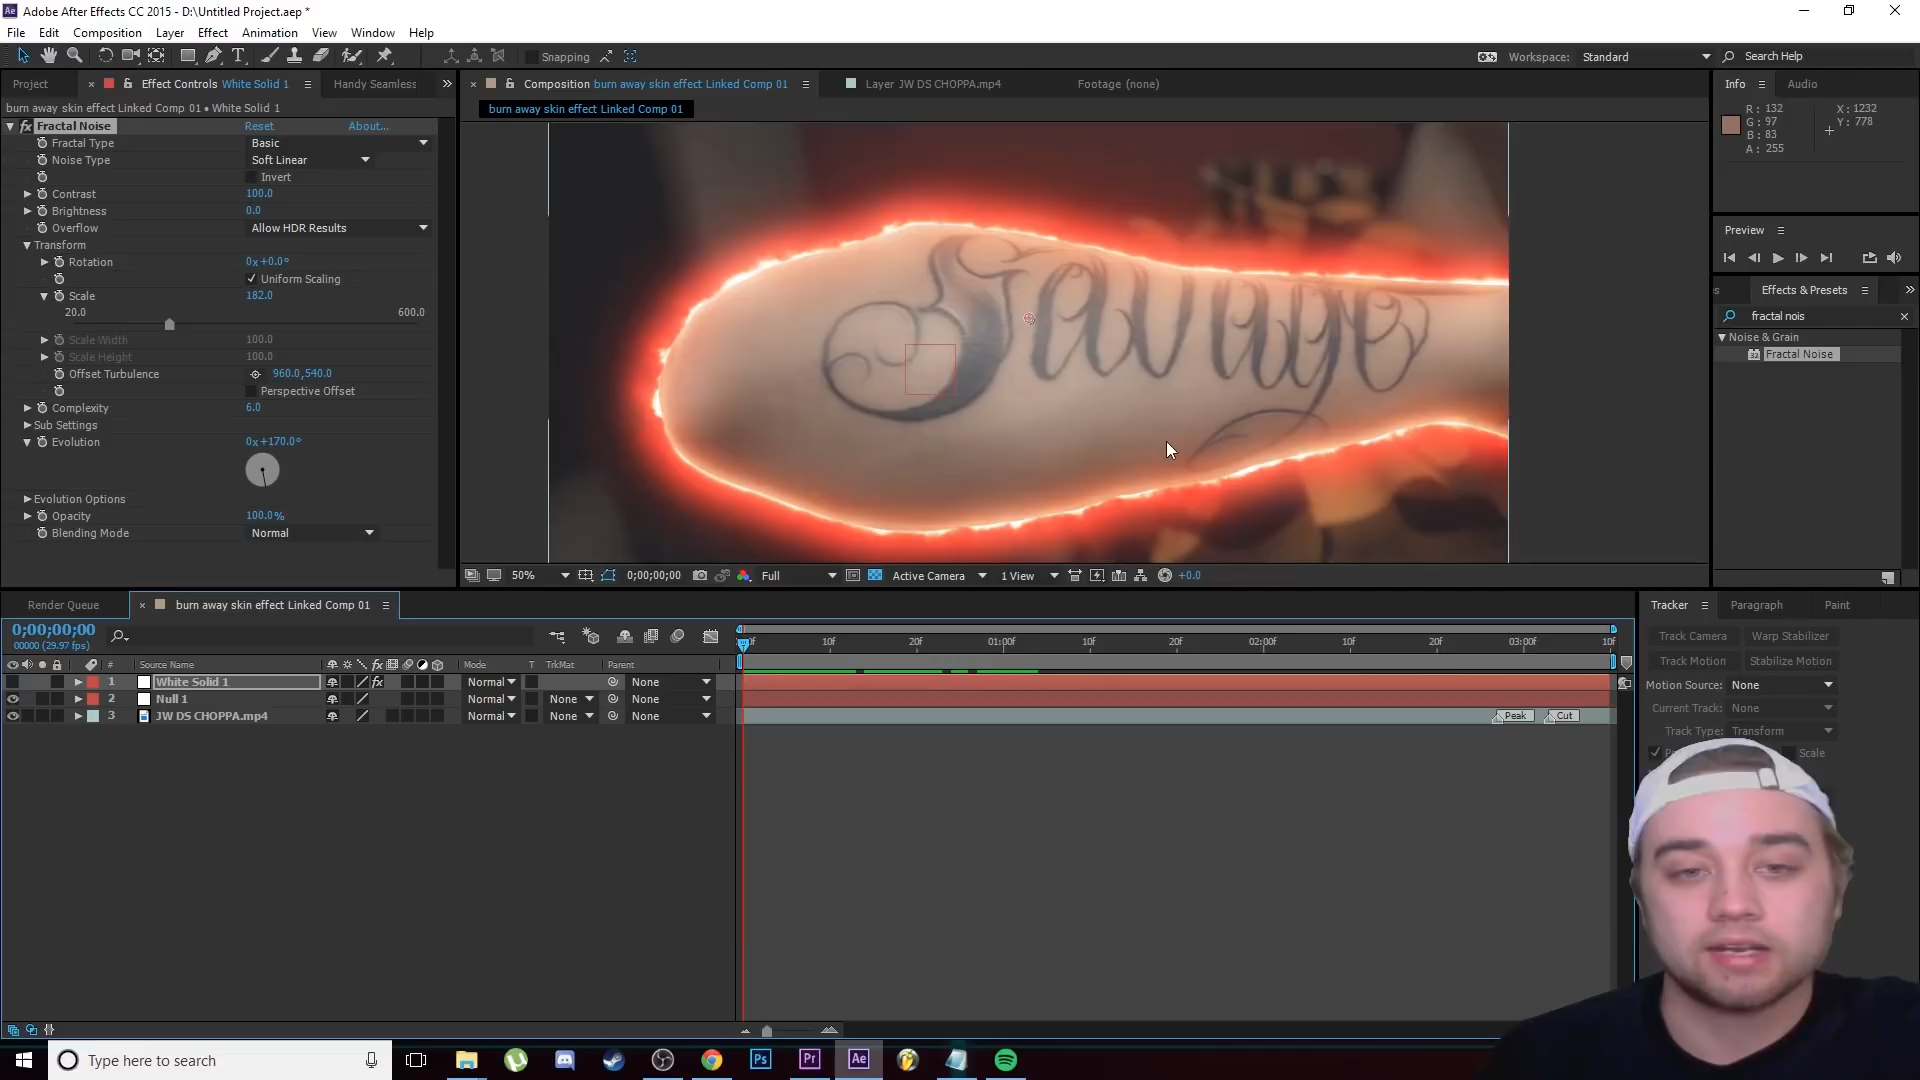 Adobe After Effects CC 2015 - D:\Untitled Project.aep *
File Edit Composition Layer Effect Animation View Window Help
Snapping
Workspace: Standard
Search Help
Project
Effect Controls White Solid 1
Handy Seamless
burn away skin effect Linked Comp 01 • White Solid 1
fx Fractal Noise Reset About...
Fractal Type Basic
Noise Type Soft Linear
Invert
Contrast 100.0
Brightness 0.0
Overflow Allow HDR Results
Transform
Rotation 0x+0.0°
Uniform Scaling
Scale 182.0
20.0 600.0
Scale Width 100.0
Scale Height 100.0
Offset Turbulence 960.0,540.0
Perspective Offset
Complexity 6.0
Sub Settings
Evolution 0x+170.0°
Evolution Options
Opacity 100.0%
Blending Mode Normal
Composition burn away skin effect Linked Comp 01
Layer JW DS CHOPPA.mp4
Footage (none)
burn away skin effect Linked Comp 01
Savage
50% 0;00;00;00 Full Active Camera 1 View +0.0
Info Audio
R: 132 X: 1232
G: 97 Y: 778
B: 83
A: 255
Preview
s Effects & Presets
fractal nois
Noise & Grain
32 Fractal Noise
Render Queue
burn away skin effect Linked Comp 01
0;00;00;00
00000 (29.97 fps)
# Source Name fx Mode T TrkMat Parent
1 White Solid 1 fx Normal None
2 Null 1 Normal None None
3 JW DS CHOPPA.mp4 Normal None None
0f 10f 20f 01:00f 10f 20f 02:00f 10f 20f 03:00f 10f
Peak Cut
Tracker Paragraph Paint
Track Camera Warp Stabilizer
Track Motion Stabilize Motion
Motion Source: None
Current Track: None
Track Type: Transform
Scale
Type here to search
Ps Pr Ae